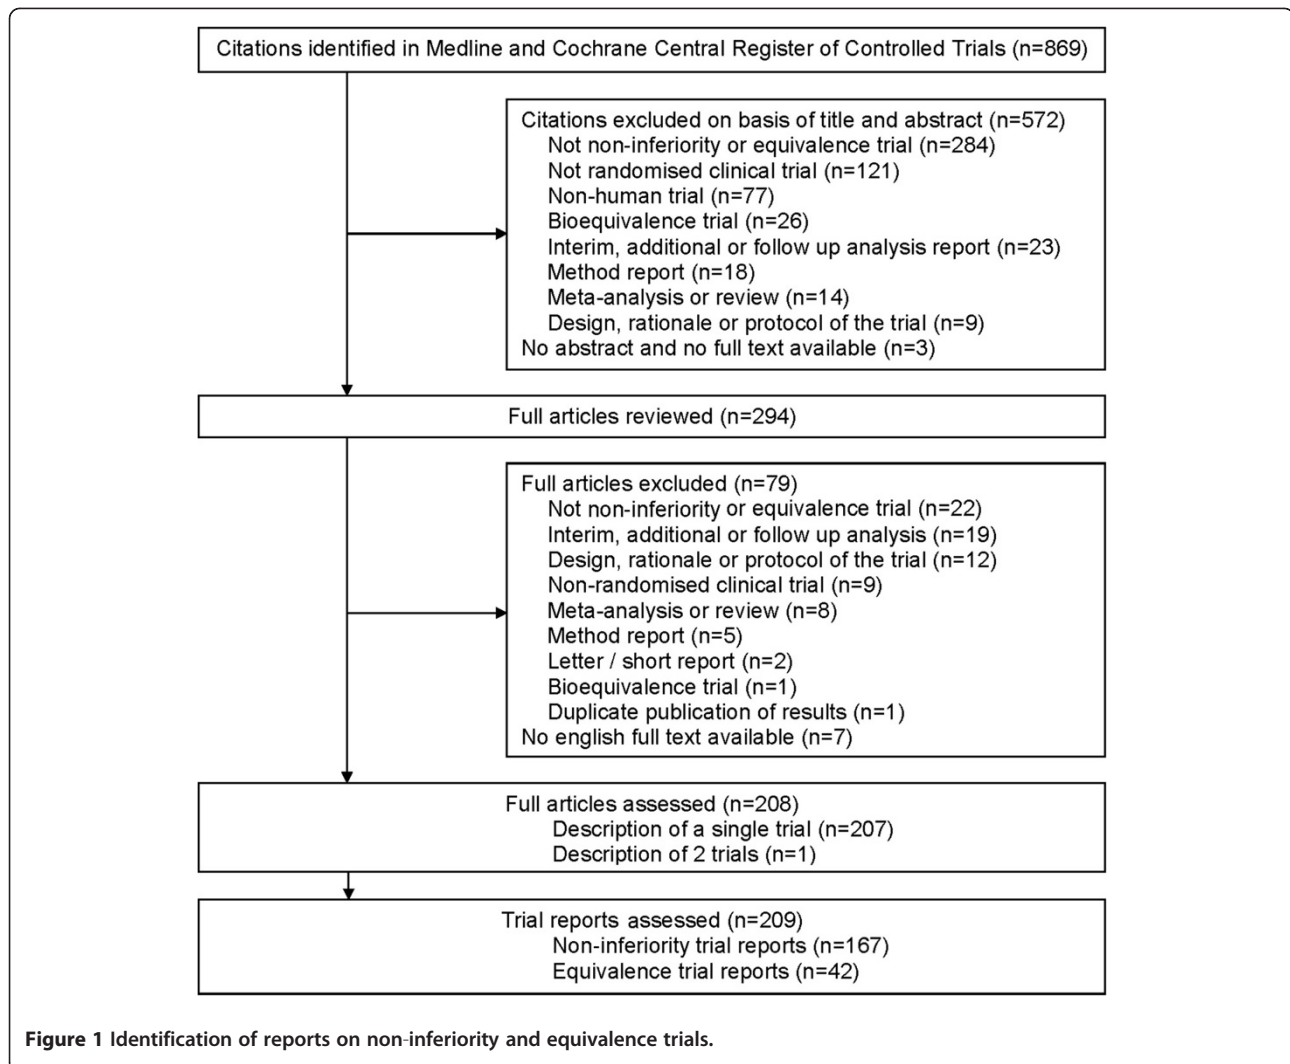 Citations identified in Medline and Cochrane Central Register of Controlled Trials (n=869)
Citations excluded on basis of title and abstract (n=572)
Not non-inferiority or equivalence trial (n=284)
Not randomised clinical trial (n=121)
Non-human trial (n=77)
Bioequivalence trial (n=26)
Interim, additional or follow up analysis report (n=23)
Method report (n=18)
Meta-analysis or review (n=14)
Design, rationale or protocol of the trial (n=9)
No abstract and no full text available (n=3)
Full articles reviewed (n=294)
Full articles excluded (n=79)
Not non-inferiority or equivalence trial (n=22)
Interim, additional or follow up analysis (n=19)
Design, rationale or protocol of the trial (n=12)
Non-randomised clinical trial (n=9)
Meta-analysis or review (n=8)
Method report (n=5)
Letter / short report (n=2)
Bioequivalence trial (n=1)
Duplicate publication of results (n=1)
No english full text available (n=7)
Full articles assessed (n=208)
Description of a single trial (n=207)
Description of 2 trials (n=1)
Trial reports assessed (n=209)
Non-inferiority trial reports (n=167)
Equivalence trial reports (n=42)
Figure 1 Identification of reports on non-inferiority and equivalence trials.